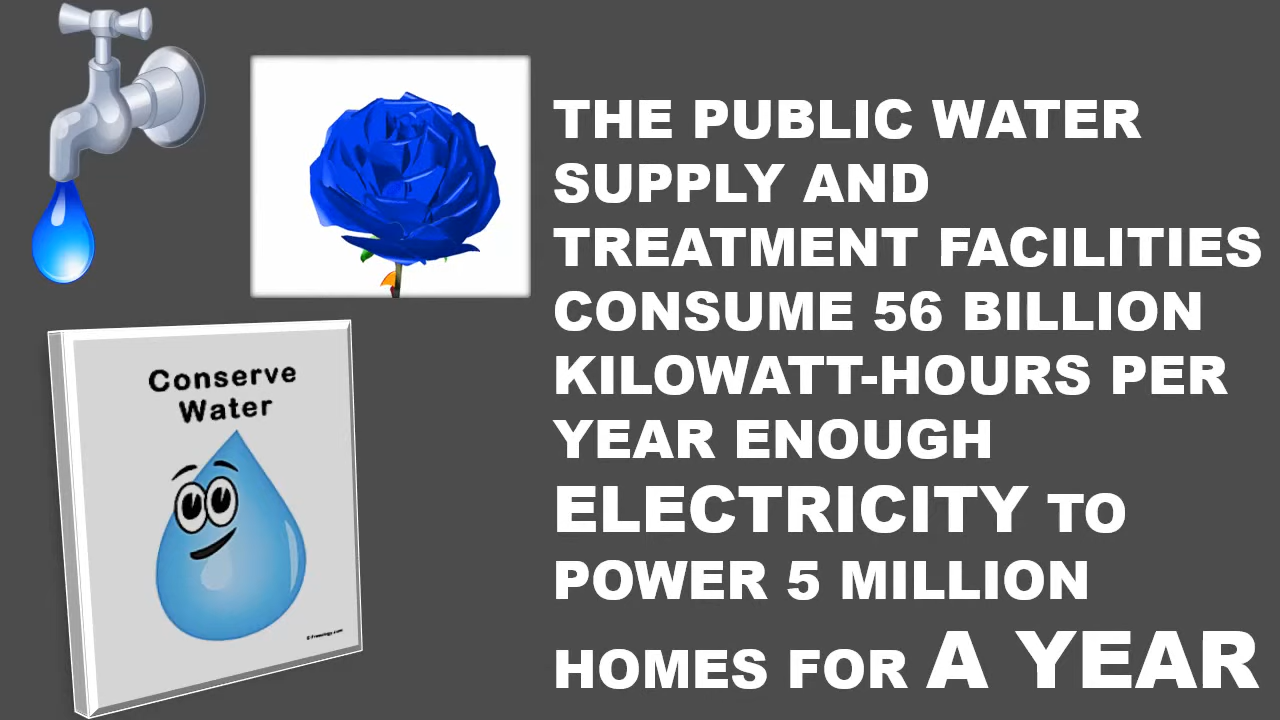 THE PUBLIC WATER
SUPPLY AND
TREATMENT FACILITIES
CONSUME 56 BILLION
KILOWATT-HOURS PER
YEAR ENOUGH
ELECTRICITY TO
POWER 5 MILLION
HOMES FOR A YEAR
Conserve
Water